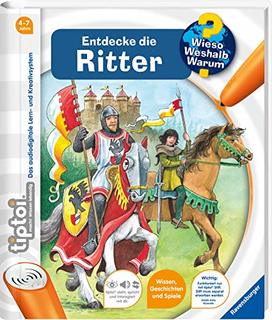 4-7
Jahre
Entdecke die
Ritter
Wieso?
Weshalb?
Warum?
Das audiodigitale Lern- und Kreativsystem
tiptoi
Wissen,
Geschichten
und Spiele
Wichtig:
Ravensburger